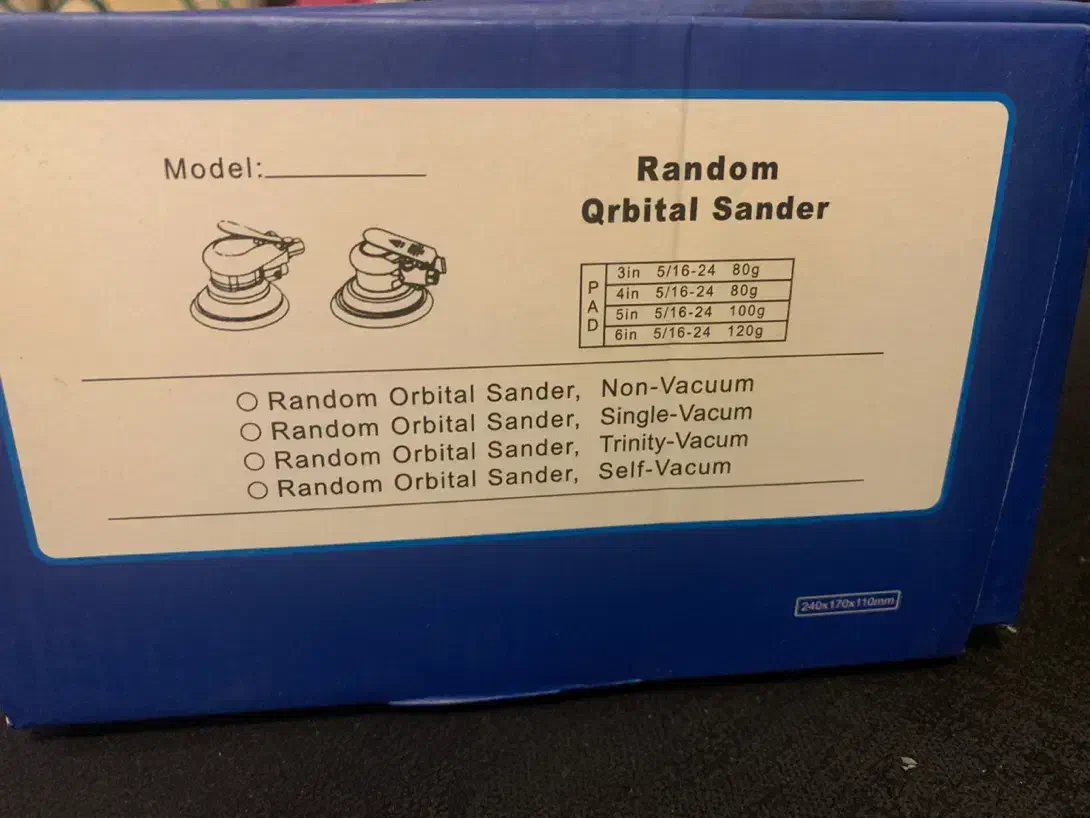 Model:
Random
Qrbital Sander
PAD
3in 5/16-24 80g
4in 5/16-24 80g
5in 5/16-24 100g
6in 5/16-24 120g
Random Orbital Sander, Non-Vacuum
Random Orbital Sander, Single-Vacum
Random Orbital Sander, Trinity-Vacum
Random Orbital Sander, Self-Vacum
240x170x110mm